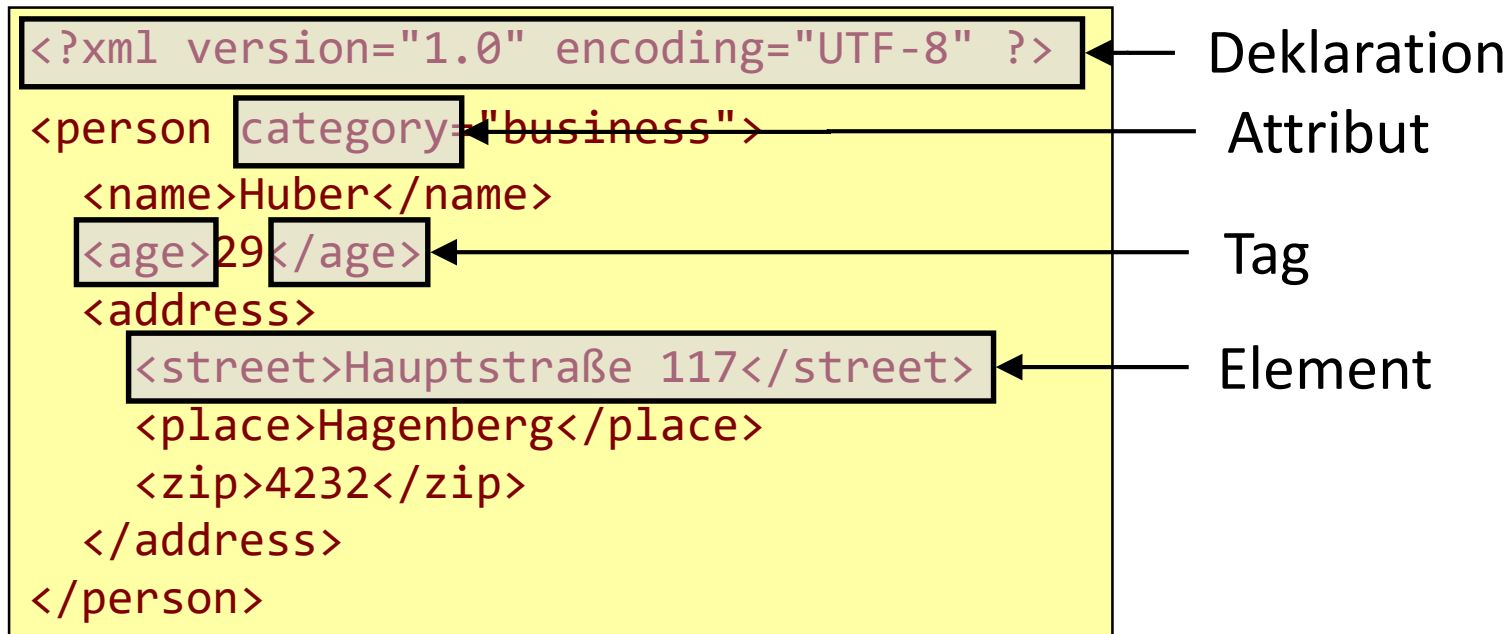 <?xml version="1.0" encoding="UTF-8" ?> Deklaration
<person category="business"> Attribut
<name>Huber</name>
<age>29</age> Tag
<address>
<street>Hauptstraße 117</street> Element
<place>Hagenberg</place>
<zip>4232</zip>
</address>
</person>